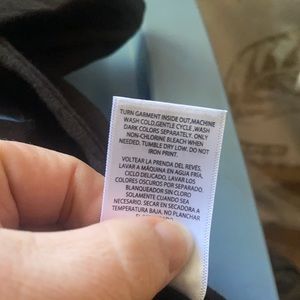 TURN GARMENT INSIDE OUT,MACHINE
WASH COLD,GENTLE CYCLE ,WASH
DARK COLORS SEPARATELY, ONLY
NON-CHLORINE BLEACH WHEN
NEEDED, TUMBLE DRY LOW. DO NOT
IRON PRINT.
VOLTEAR LA PRENDA DEL REVÉS,
LAVAR A MÁQUINA EN AGUA FRÍA,
CICLO DELICADO, LAVAR LOS
COLORES OSCUROS POR SEPARADO,
BLANQUEADOR SIN CLORO
SOLAMENTE CUANDO SEA
NECESARIO. SECAR EN SECADORA A
TEMPERATURA BAJA, NO PLANCHAR